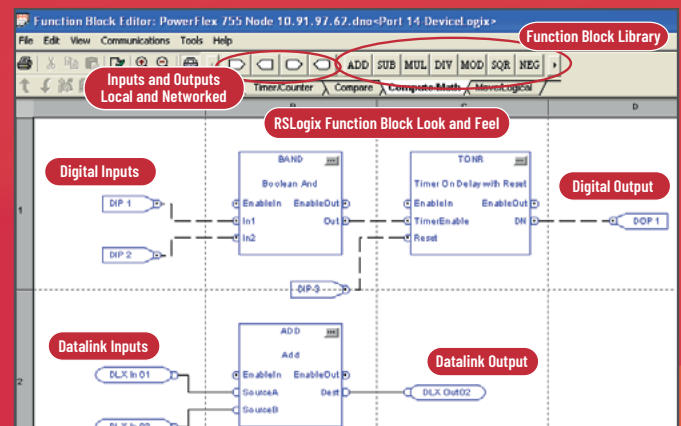 Function Block Editor: PowerFlex 755 Node 10.91.97.67.dno<Port 14-DeviceLogix>
File Edit View Communications Tools Help
Function Block Library
ADD SUB MUL DIV MOD SQR NEG
Inputs and Outputs
Local and Networked
Timer/Counter Compare Compute-Math Move/Logical
B C D
RSLogix Function Block Look and Feel
Digital Inputs
BAND
Boolean And
EnableIn EnableOut
In1 Out
In2
TONR
Timer On Delay with Reset
EnableIn EnableOut
TimerEnable DN
Reset
Digital Output
1
DIP 1
DIP 2
DOP 1
DIP 3
Datalink Inputs
ADD
Add
EnableIn EnableOut
SourceA Dest
SourceB
Datalink Output
2
DLX In 01
DLX Out02